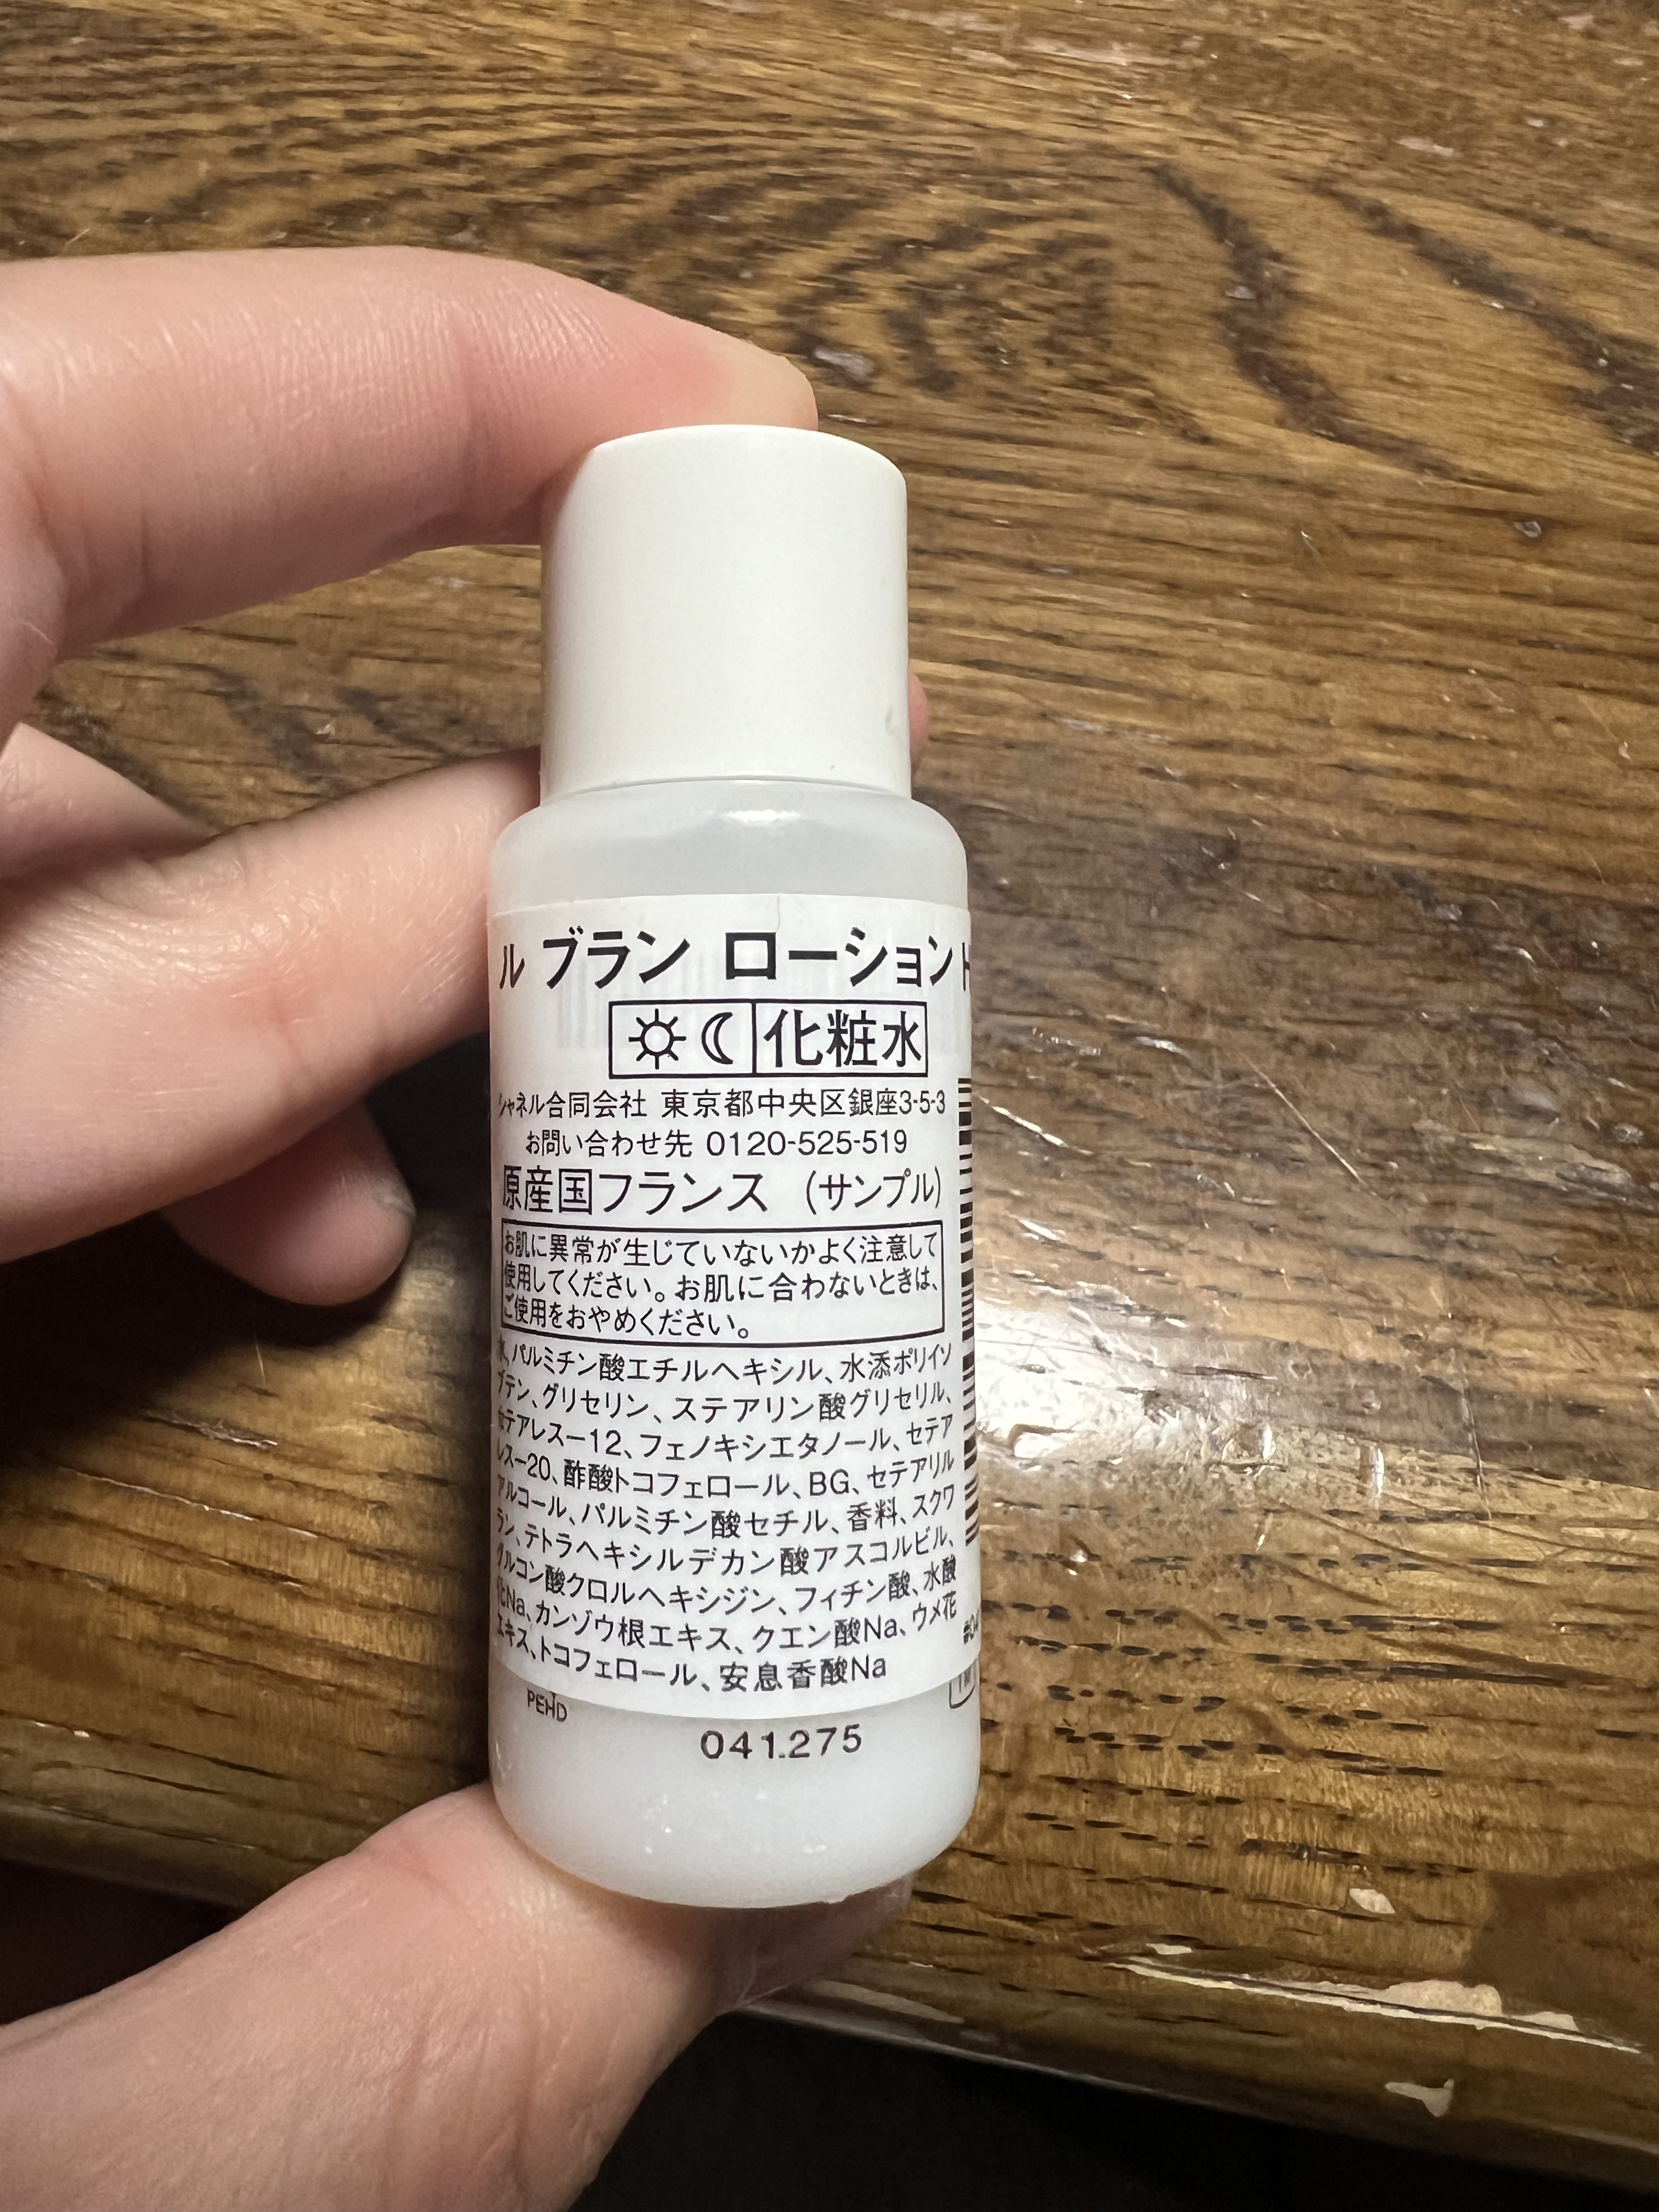 ル ブラン ローション
化粧水
シャネル合同会社 東京都中央区銀座3-5-3
お問い合わせ先 0120-525-519
原産国フランス (サンプル)
お肌に異常が生じていないかよく注意して
使用してください。お肌に合わないときは、
ご使用をおやめください。
水、パルミチン酸エチルヘキシル、水添ポリイソ
ブテン、グリセリン、ステアリン酸グリセリル、
セテアレス－12、フェノキシエタノール、セテア
レス－20、酢酸トコフェロール、BG、セテアリル
アルコール、パルミチン酸セチル、香料、スクワ
ラン、テトラヘキシルデカン酸アスコルビル、
グルコン酸クロルヘキシジン、フィチン酸、水酸
化Na、カンゾウ根エキス、クエン酸Na、ウメ花
エキス、トコフェロール、安息香酸Na
PEHD
041.275